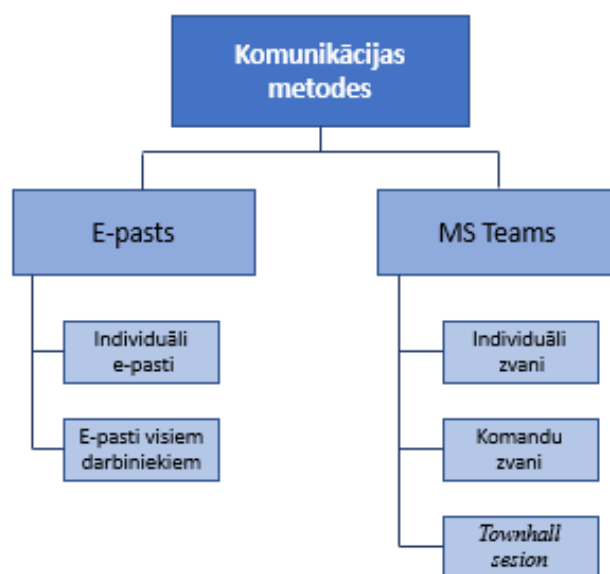 Komunikācijas
metodes
E-pasts
MS Teams
Individuāli
e-pasti
E-pasti visiem
darbiniekiem
Individuāli
zvani
Komandu
zvani
Townhall
sesion